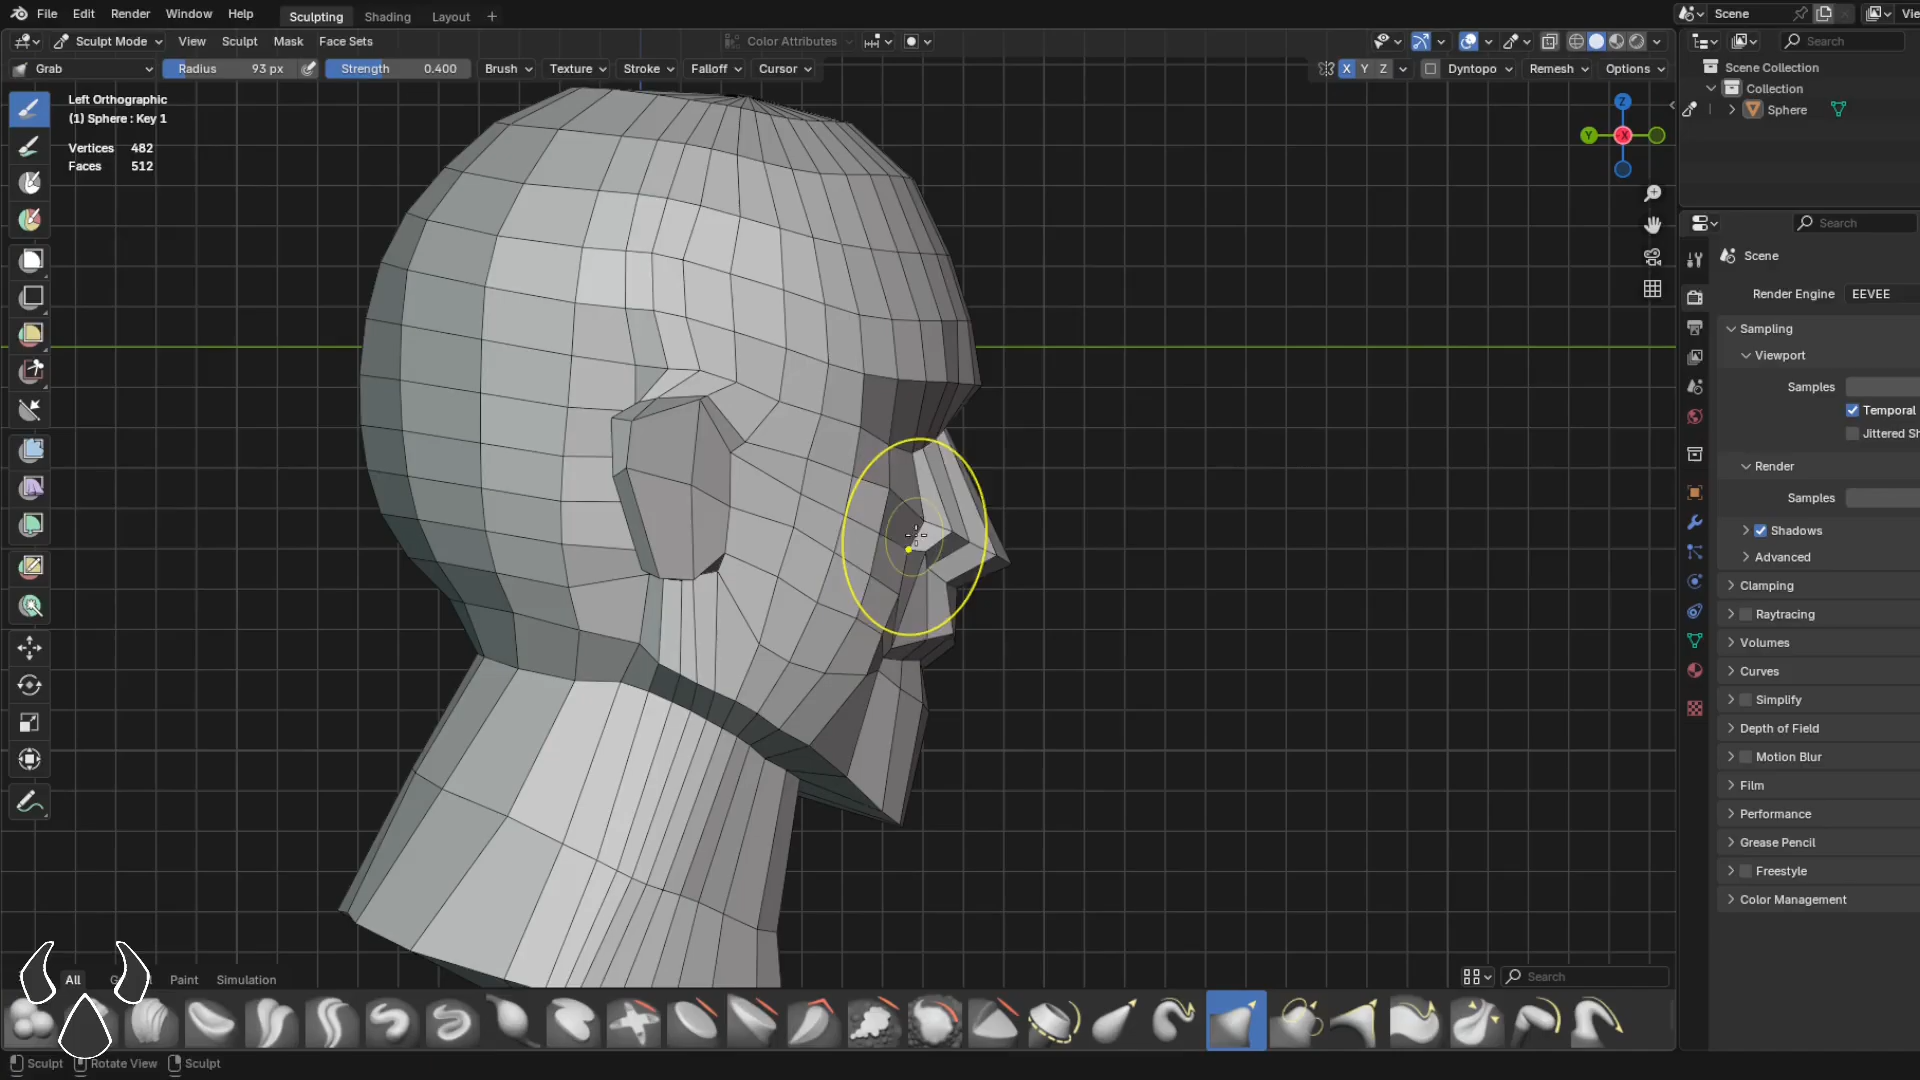 File Edit Render Window Help Sculpting Shading Layout + Scene Vie
Sculpt Mode View Sculpt Mask Face Sets Color Attributes Search
Grab Radius 93 px Strength 0.400 Brush Texture Stroke Falloff Cursor X Y Z Dyntopo Remesh Options Scene Collection
Collection
Sphere
Left Orthographic
(1) Sphere : Key 1
Vertices 482
Faces 512
Z
Y X
Search
Scene
Render Engine EEVEE
Sampling
Viewport
Samples
Temporal
Jittered Sh
Render
Samples
Shadows
Advanced
Clamping
Raytracing
Volumes
Curves
Simplify
Depth of Field
Motion Blur
Film
Performance
Grease Pencil
Freestyle
Color Management
All Paint Simulation Search
Sculpt Rotate View Sculpt